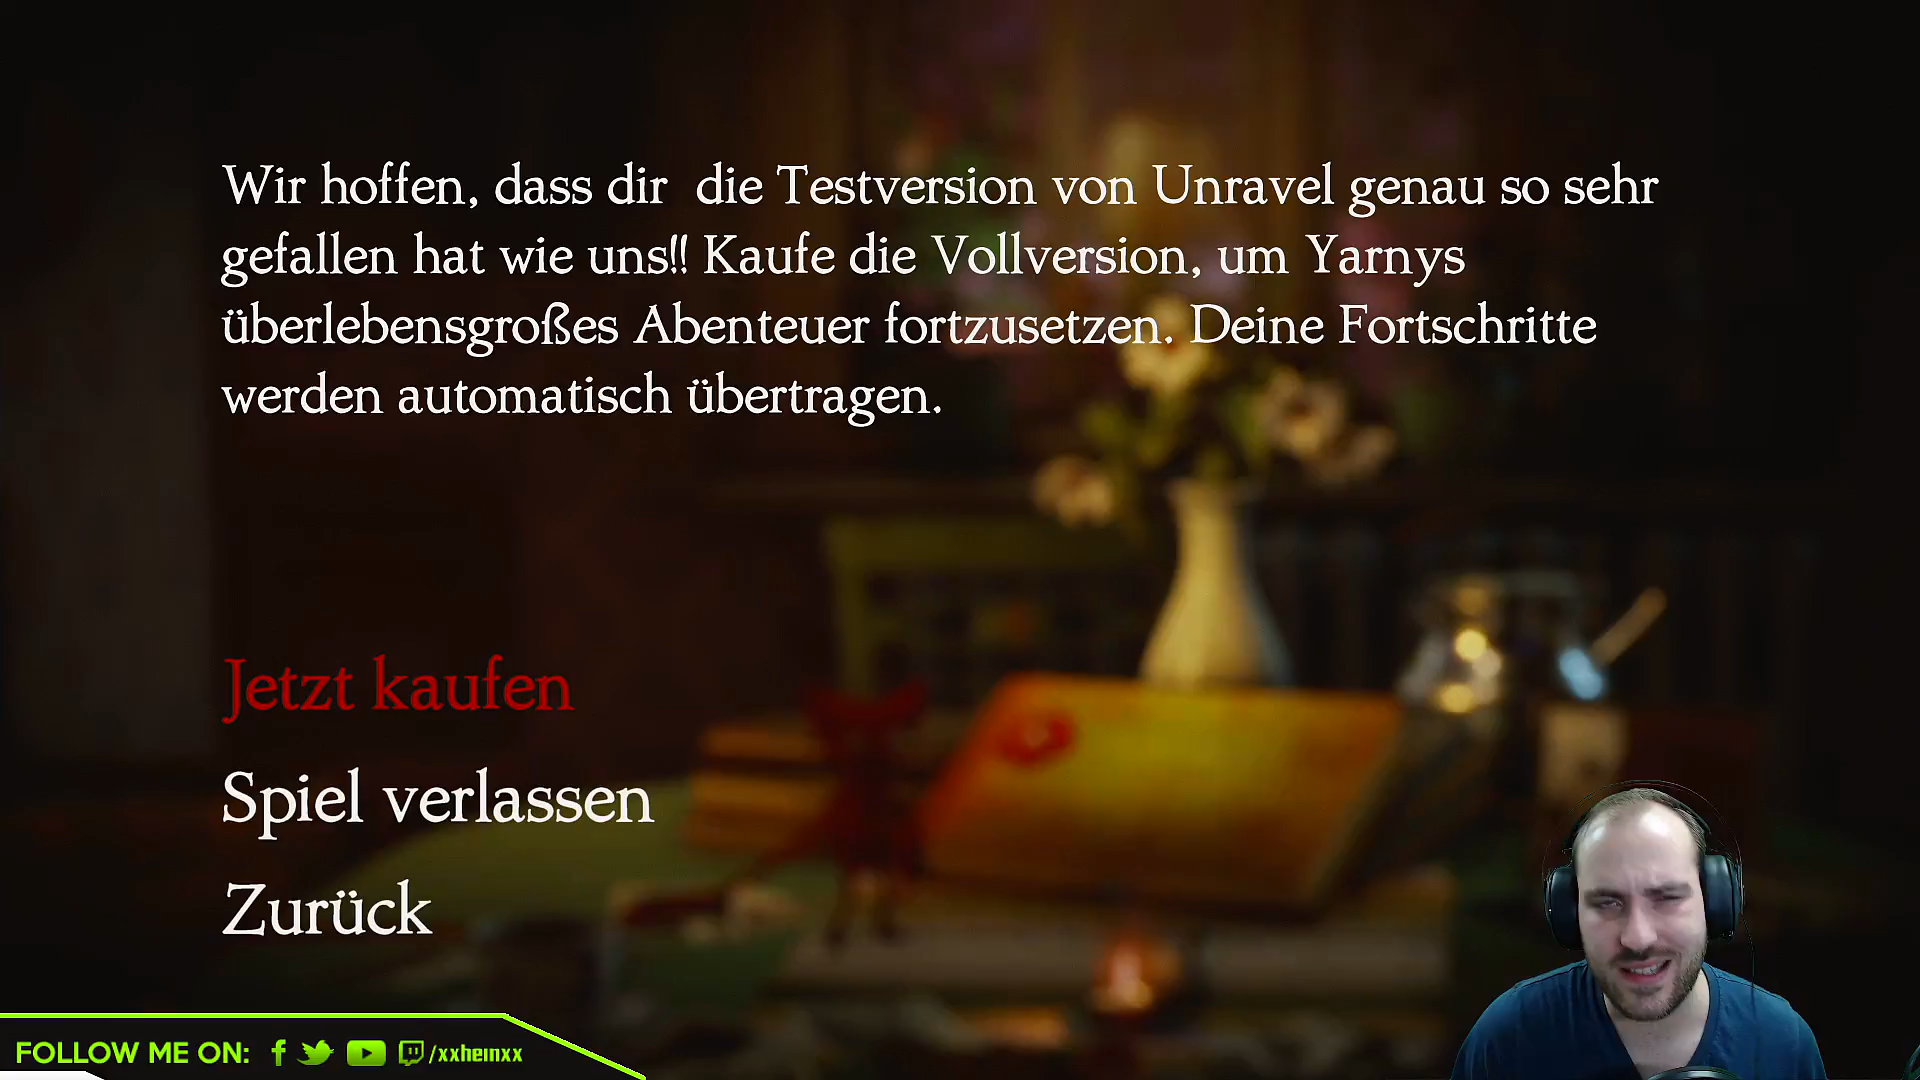 Wir hoffen, dass dir  die Testversion von Unravel genau so sehr
gefallen hat wie uns!! Kaufe die Vollversion, um Yarnys
überlebensgroßes Abenteuer fortzusetzen. Deine Fortschritte
werden automatisch übertragen.
Jetzt kaufen
Spiel verlassen
Zurück
FOLLOW ME ON: /xxheinxx